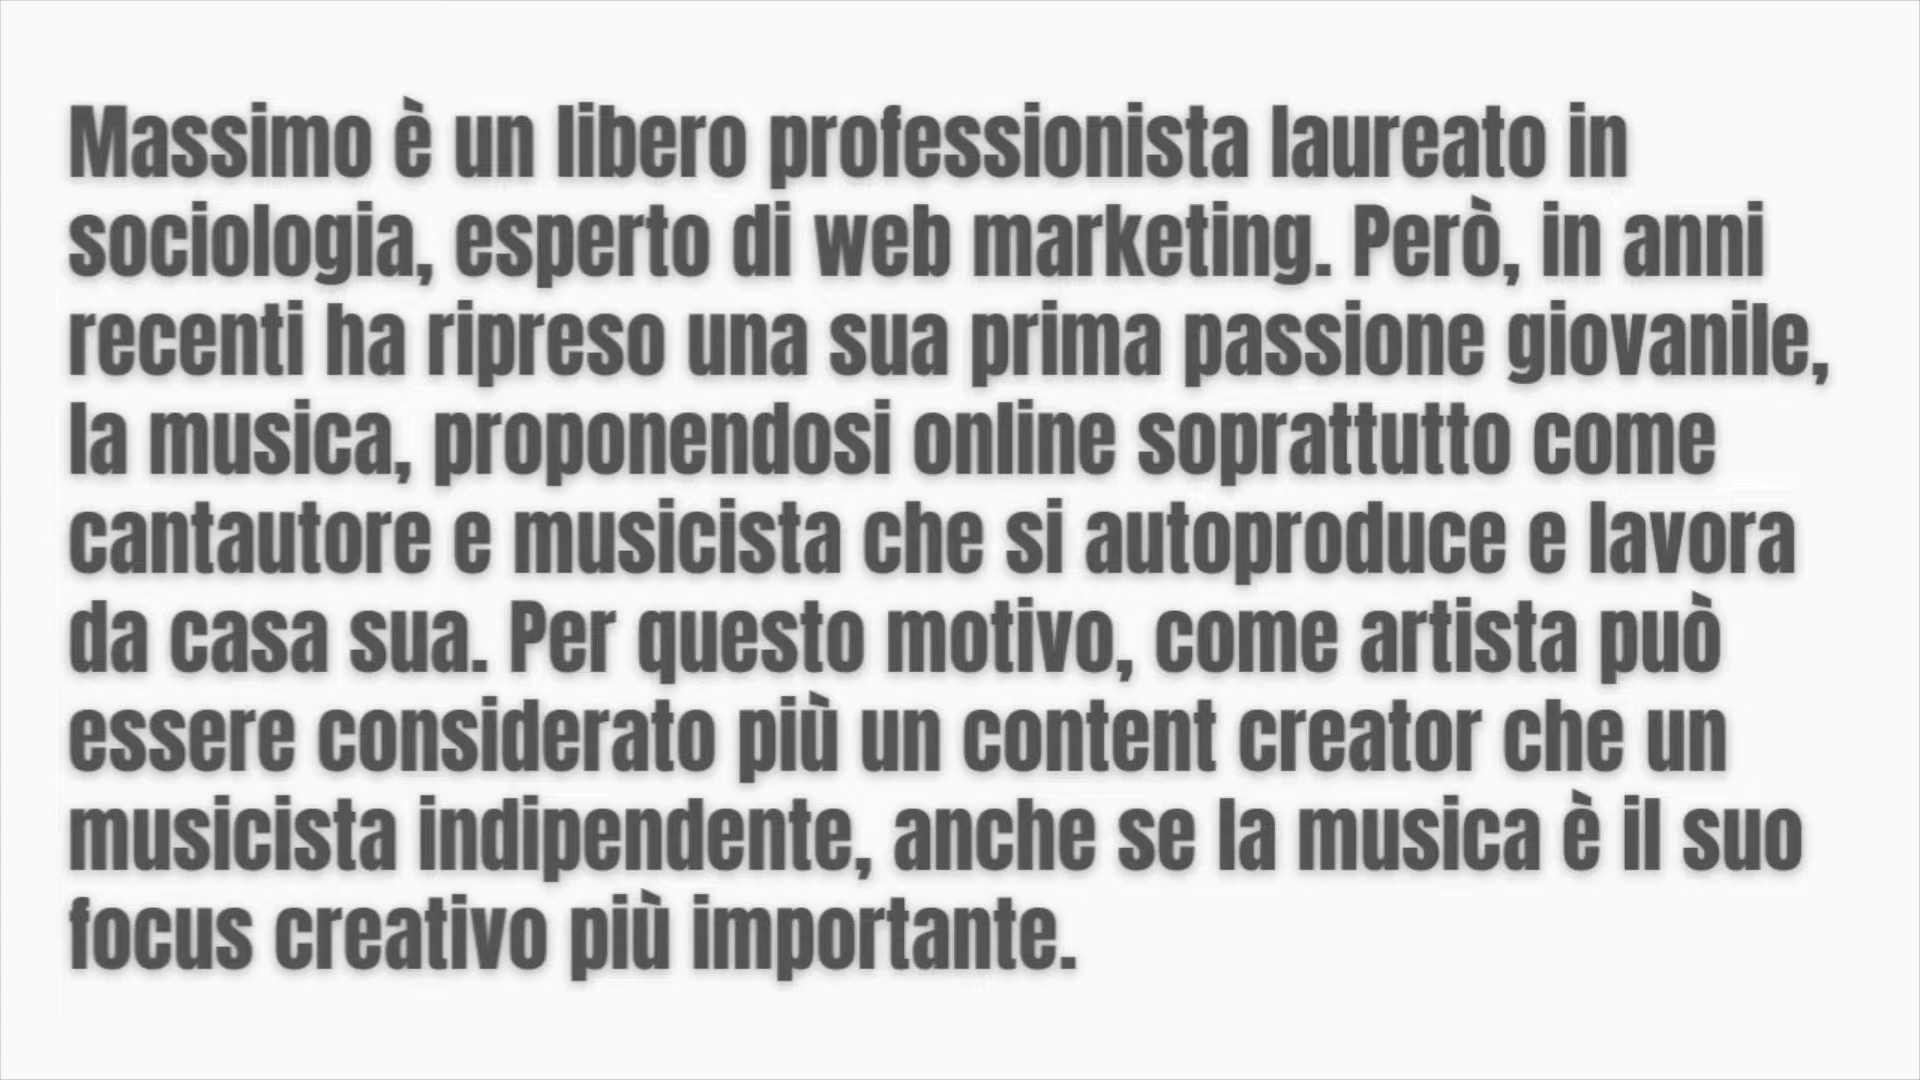 Massimo è un libero professionista laureato in
sociologia, esperto di web marketing. Però, in anni
recenti ha ripreso una sua prima passione giovanile,
la musica, proponendosi online soprattutto come
cantautore e musicista che si autoproduce e lavora
da casa sua. Per questo motivo, come artista può
essere considerato più un content creator che un
musicista indipendente, anche se la musica è il suo
focus creativo più importante.